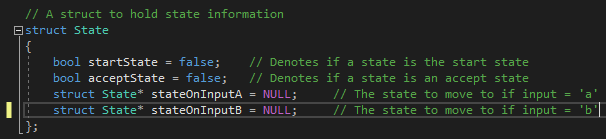 // A struct to hold state information
struct State
{
bool startState = false; // Denotes if a state is the start state
bool acceptState = false; // Denotes if a state is an accept state
struct State* stateOnInputA = NULL; // The state to move to if input = 'a'
struct State* stateOnInputB = NULL; // The state to move to if input = 'b'
};